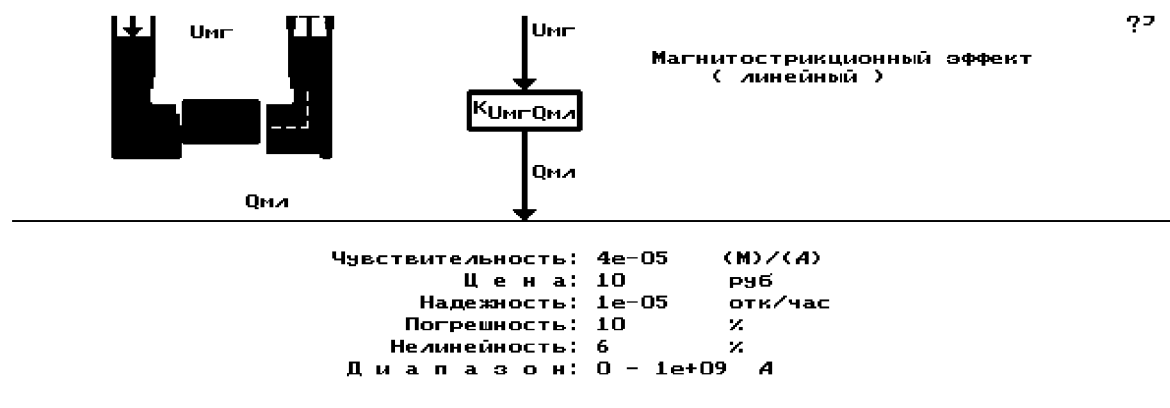 Uмг
Uмг
??
Магнитострикционный эффект
( линейный )
KUмгQмл
Qмл
Qмл
Чувствительность: 4e-05 (М)/(А)
Ц е н а: 10 руб
Надежность: 1e-05 отк/час
Погрешность: 10 %
Нелинейность: 6 %
Д и а п а з о н: 0 - 1e+09 А